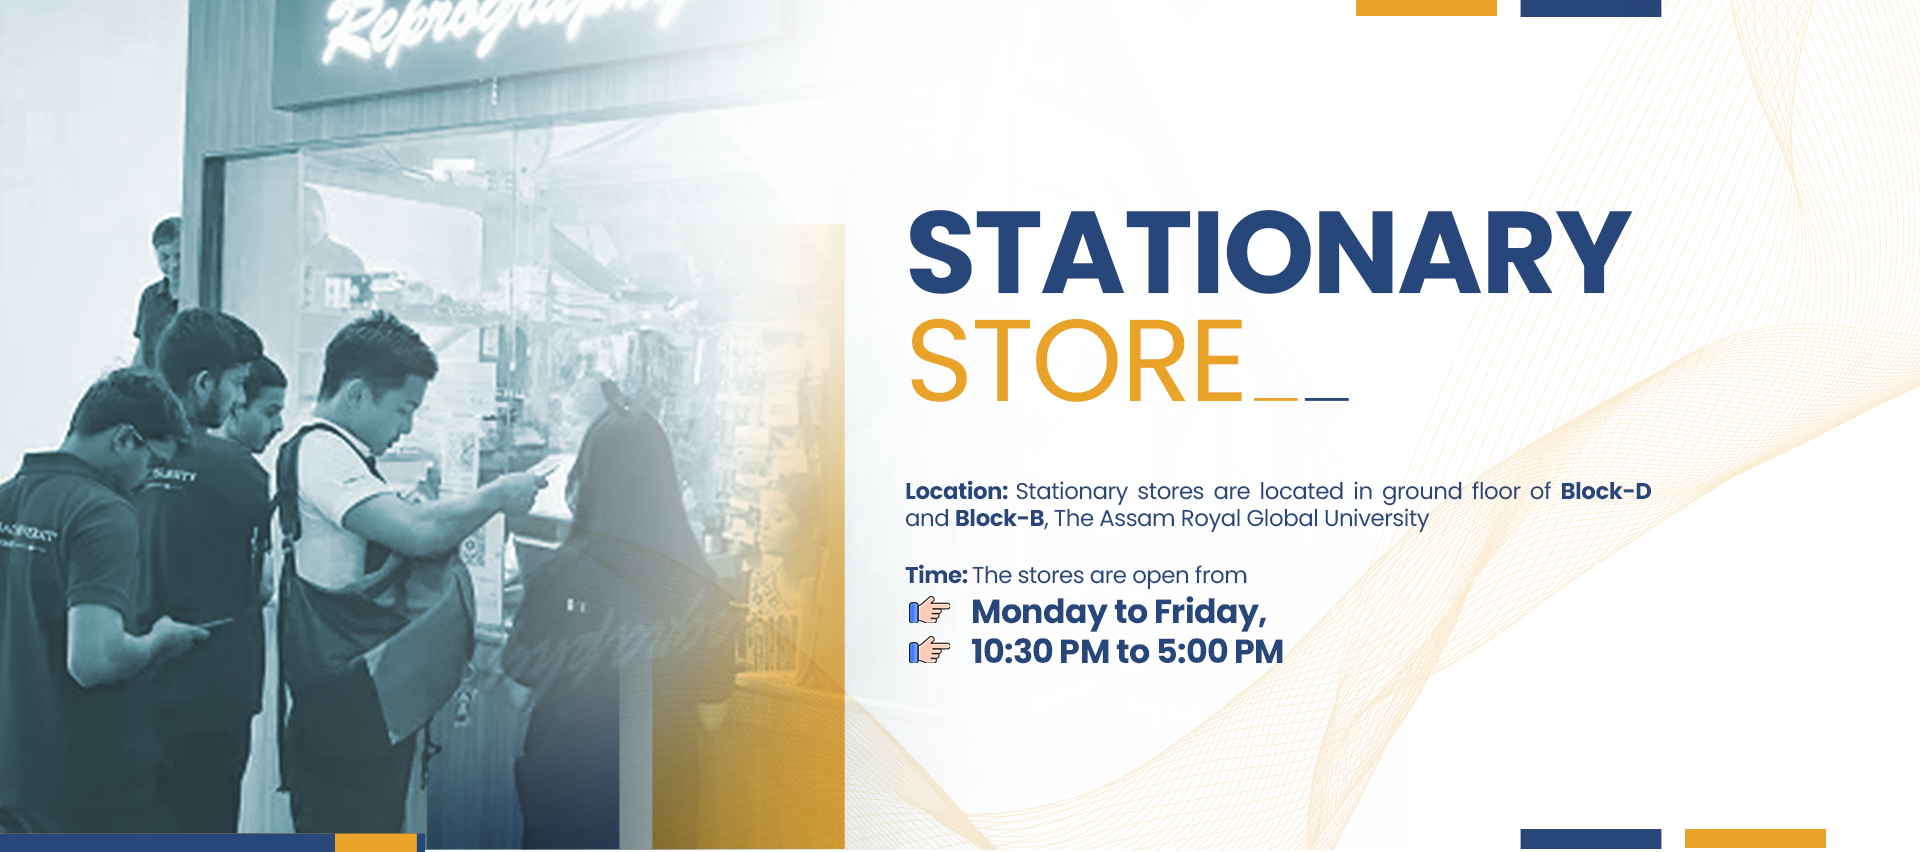 Reprography
STATIONARY
STORE
Location: Stationary stores are located in ground floor of Block-D
and Block-B, The Assam Royal Global University
Time: The stores are open from
Monday to Friday,
10:30 PM to 5:00 PM